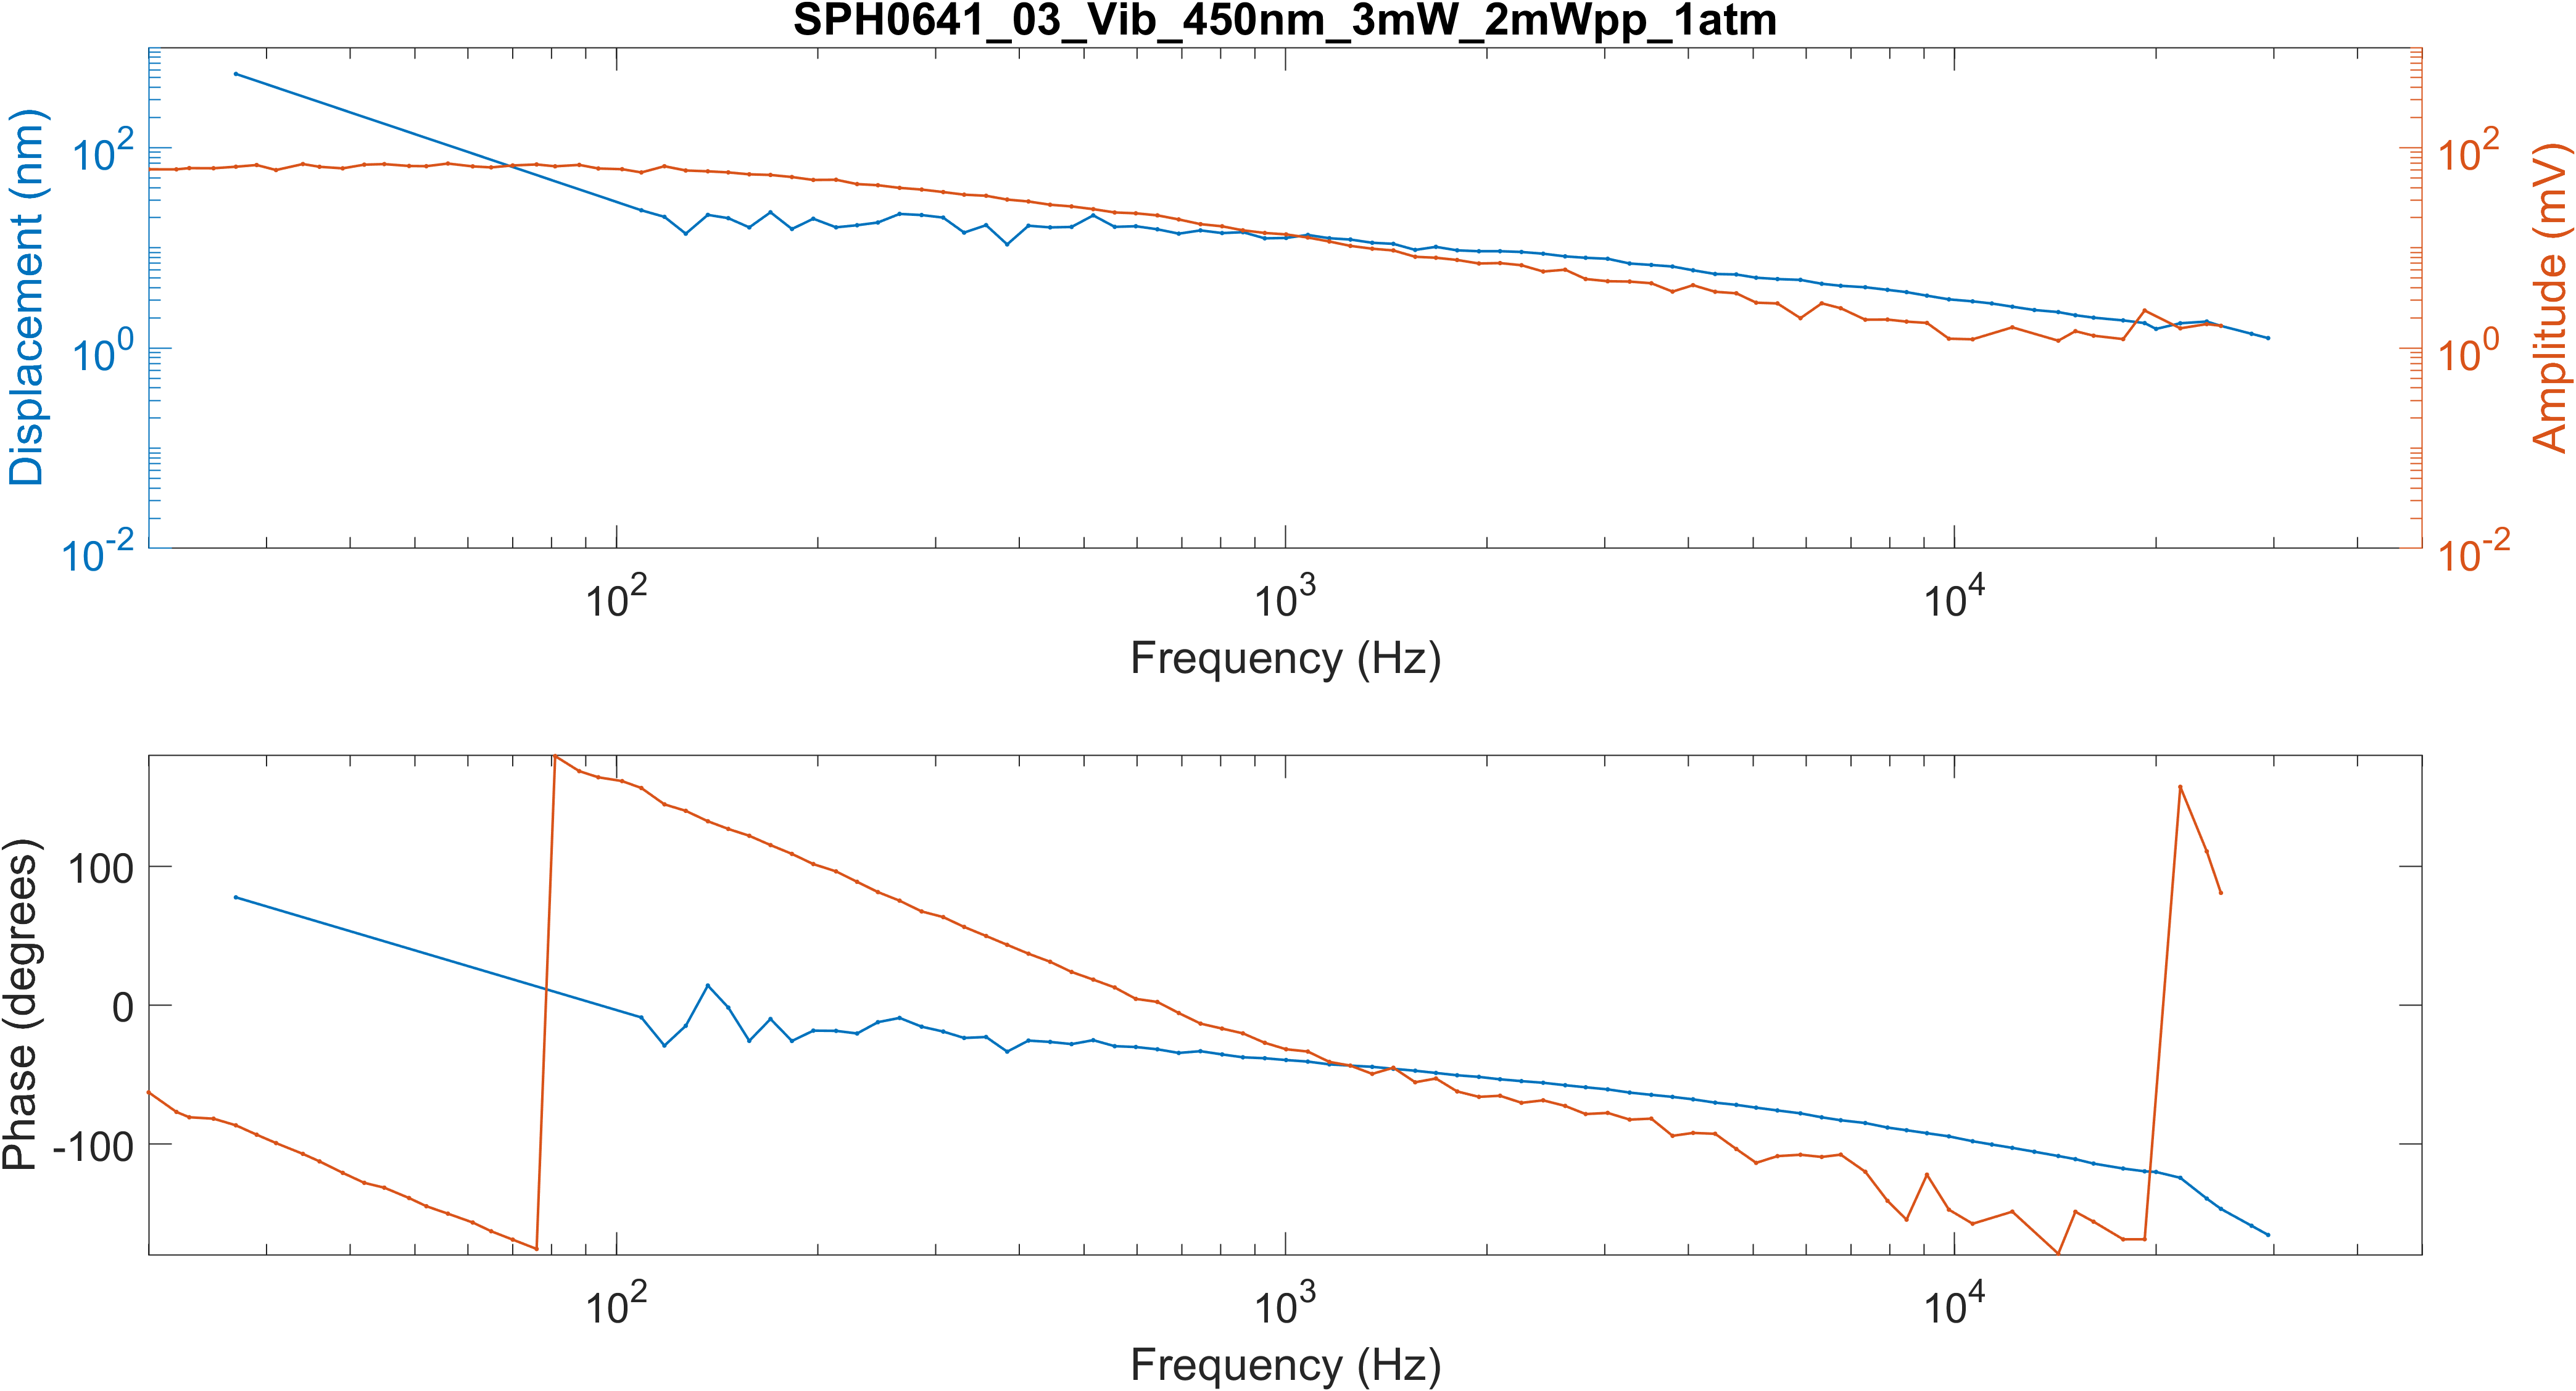 SPH0641_03_Vib_450nm_3mW_2mWpp_1atm
Displacement (nm)
10^2
10^0
10^-2
Amplitude (mV)
10^2
10^0
10^-2
10^2
10^3
10^4
Frequency (Hz)
Phase (degrees)
100
0
-100
10^2
10^3
10^4
Frequency (Hz)